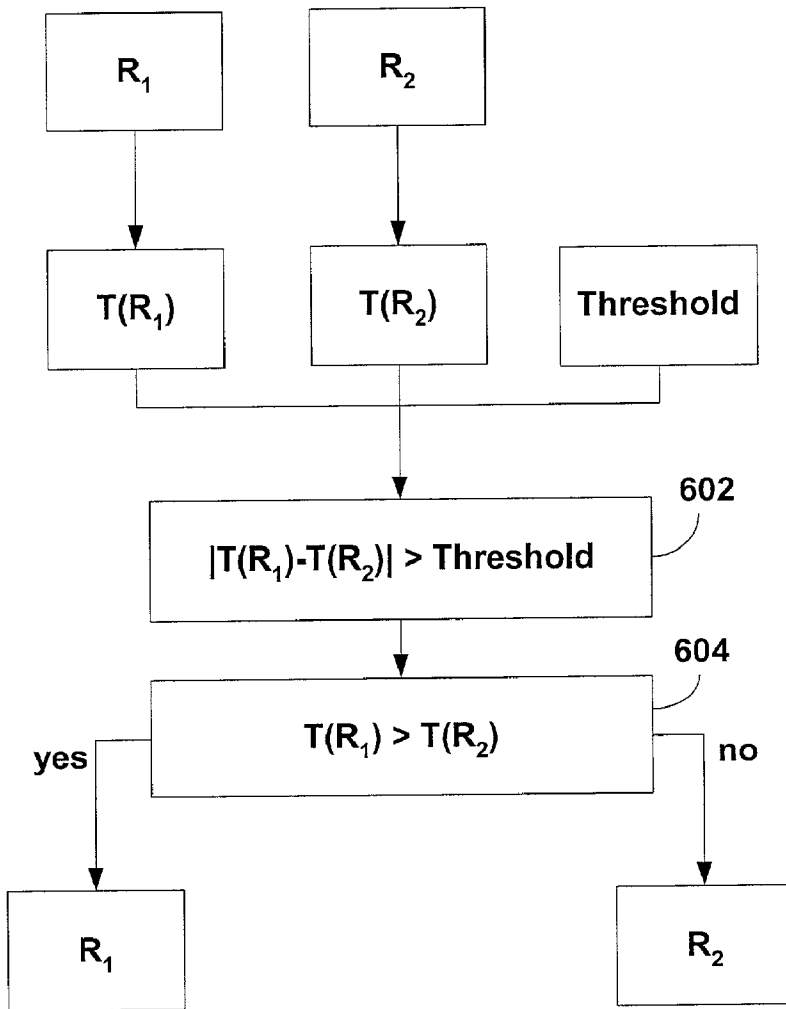 R₁
R₂
T(R₁)
T(R₂)
Threshold
602
|T(R₁)-T(R₂)| > Threshold
604
T(R₁) > T(R₂)
yes
no
R₁
R₂